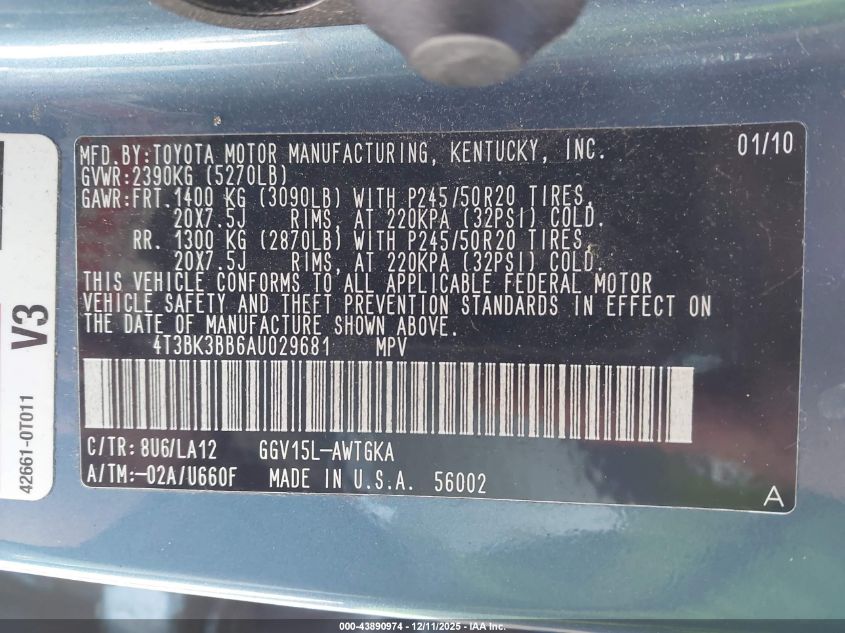 MFD.BY:TOYOTA MOTOR MANUFACTURING, KENTUCKY, INC. 01/10
GVWR:2390KG (5270LB)
GAWR:FRT.1400 KG (3090LB) WITH P245/50R20 TIRES,
20X7.5J RIMS, AT 220KPA (32PSI) COLD.
RR. 1300 KG (2870LB) WITH P245/50R20 TIRES,
20X7.5J RIMS, AT 220KPA (32PSI) COLD.
THIS VEHICLE CONFORMS TO ALL APPLICABLE FEDERAL MOTOR
VEHICLE SAFETY AND THEFT PREVENTION STANDARDS IN EFFECT ON
THE DATE OF MANUFACTURE SHOWN ABOVE.
4T3BK3BB6AU029681 MPV
C/TR: 8U6/LA12 GGV15L-AWTGKA
A/TM:-02A/U660F MADE IN U.S.A. 56002
A
V3
42661-0T011
000-43890974 - 12/11/2025 - IAA Inc.